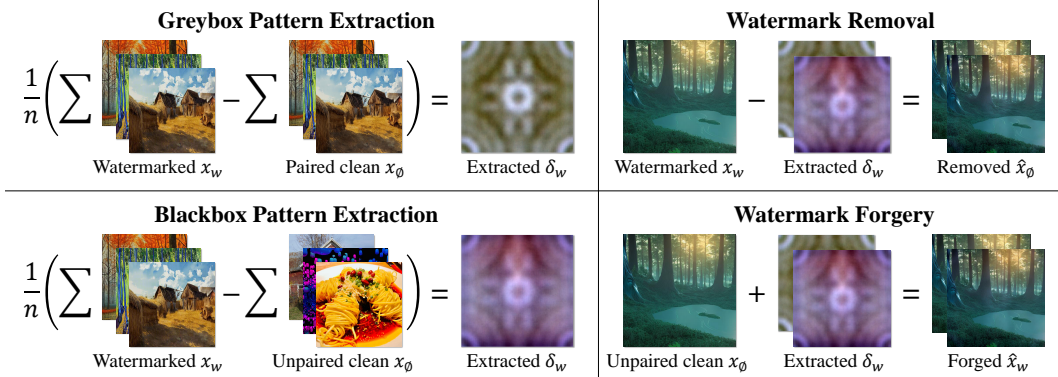 Greybox Pattern Extraction
1/n (∑ − ∑ ) =
Watermarked x_w
Paired clean x_∅
Extracted δ_w
Watermark Removal
− =
Watermarked x_w
Extracted δ_w
Removed x̂_∅
Blackbox Pattern Extraction
1/n (∑ − ∑ ) =
Watermarked x_w
Unpaired clean x_∅
Extracted δ_w
Watermark Forgery
+ =
Unpaired clean x_∅
Extracted δ_w
Forged x̂_w